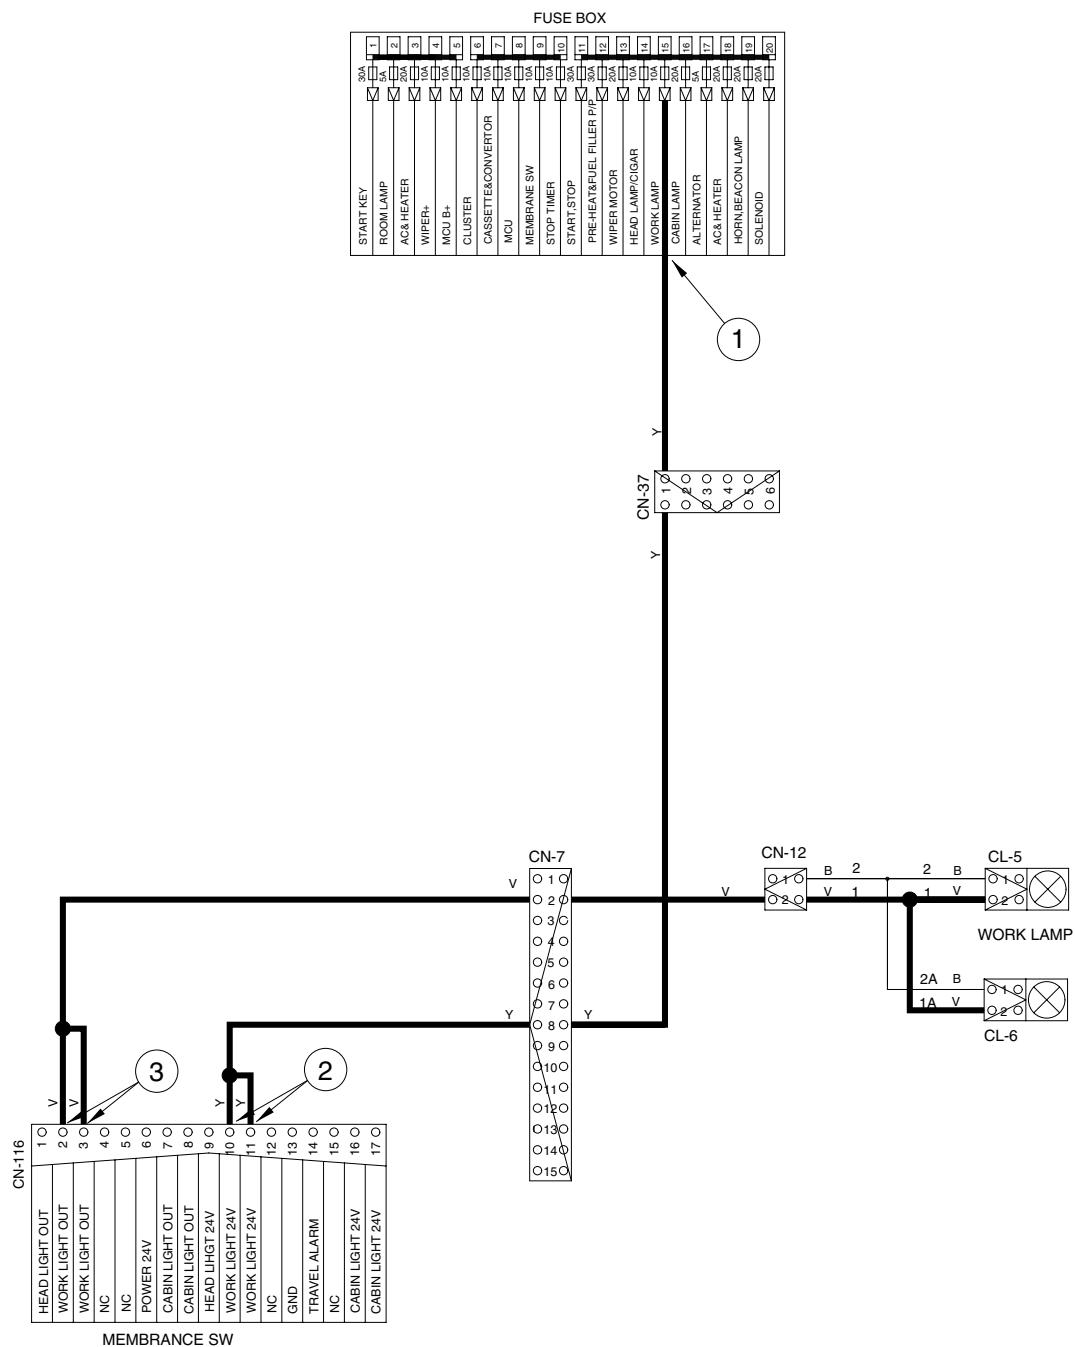 FUSE BOX
1 2 3 4 5 6 7 8 9 10 11 12 13 14 15 16 17 18 19 20
30A 5A 20A 10A 10A 10A 10A 10A 10A 10A 30A 30A 20A 10A 10A 20A 5A 20A 20A 20A
START KEY
ROOM LAMP
AC& HEATER
WIPER+
MCU B+
CLUSTER
CASSETTE&CONVERTOR
MCU
MEMBRANE SW
STOP TIMER
START,STOP
PRE-HEAT&FUEL FILLER P/P
WIPER MOTOR
HEAD LAMP/CIGAR
WORK LAMP
CABIN LAMP
ALTERNATOR
AC& HEATER
HORN,BEACON LAMP
SOLENOID
1
Y
CN-37
1 2 3 4 5 6
Y
CN-7
1
2
3
4
5
6
7
8
9
10
11
12
13
14
15
V
V
Y
Y
CN-12
1
2
B 2 2 B
V 1 1 V
CL-5
1
2
WORK LAMP
2A B
1A V
1
2
CL-6
3
2
V V Y Y
CN-116
1 2 3 4 5 6 7 8 9 10 11 12 13 14 15 16 17
HEAD LIGHT OUT
WORK LIGHT OUT
WORK LIGHT OUT
NC
NC
POWER 24V
CABIN LIGHT OUT
CABIN LIGHT OUT
HEAD LIHGT 24V
WORK LIGHT 24V
WORK LIGHT 24V
NC
GND
TRAVEL ALARM
NC
CABIN LIGHT 24V
CABIN LIGHT 24V
MEMBRANCE SW